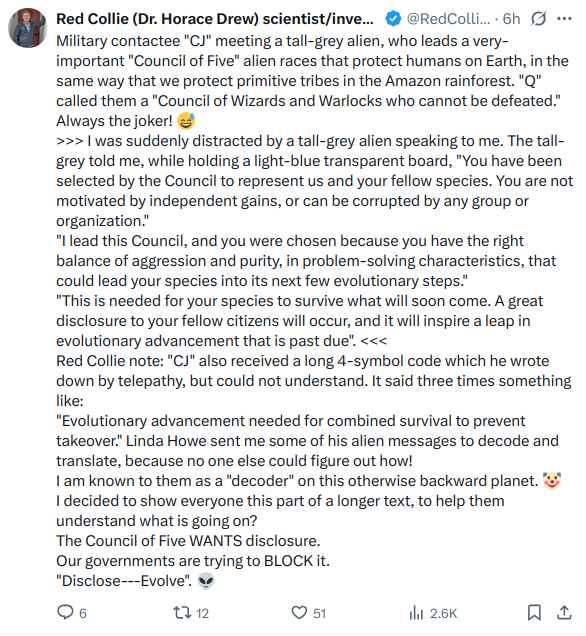 Red Collie (Dr. Horace Drew) scientist/inve... @RedColli... · 6h
Military contactee "CJ" meeting a tall-grey alien, who leads a very-
important "Council of Five" alien races that protect humans on Earth, in the
same way that we protect primitive tribes in the Amazon rainforest. "Q"
called them a "Council of Wizards and Warlocks who cannot be defeated."
Always the joker! 😅
>>> I was suddenly distracted by a tall-grey alien speaking to me. The tall-
grey told me, while holding a light-blue transparent board, "You have been
selected by the Council to represent us and your fellow species. You are not
motivated by independent gains, or can be corrupted by any group or
organization."
"I lead this Council, and you were chosen because you have the right
balance of aggression and purity, in problem-solving characteristics, that
could lead your species into its next few evolutionary steps."
"This is needed for your species to survive what will soon come. A great
disclosure to your fellow citizens will occur, and it will inspire a leap in
evolutionary advancement that is past due". <<<
Red Collie note: "CJ" also received a long 4-symbol code which he wrote
down by telepathy, but could not understand. It said three times something
like:
"Evolutionary advancement needed for combined survival to prevent
takeover." Linda Howe sent me some of his alien messages to decode and
translate, because no one else could figure out how!
I am known to them as a "decoder" on this otherwise backward planet. 🤡
I decided to show everyone this part of a longer text, to help them
understand what is going on?
The Council of Five WANTS disclosure.
Our governments are trying to BLOCK it.
"Disclose---Evolve". 👽
6 12 51 2.6K